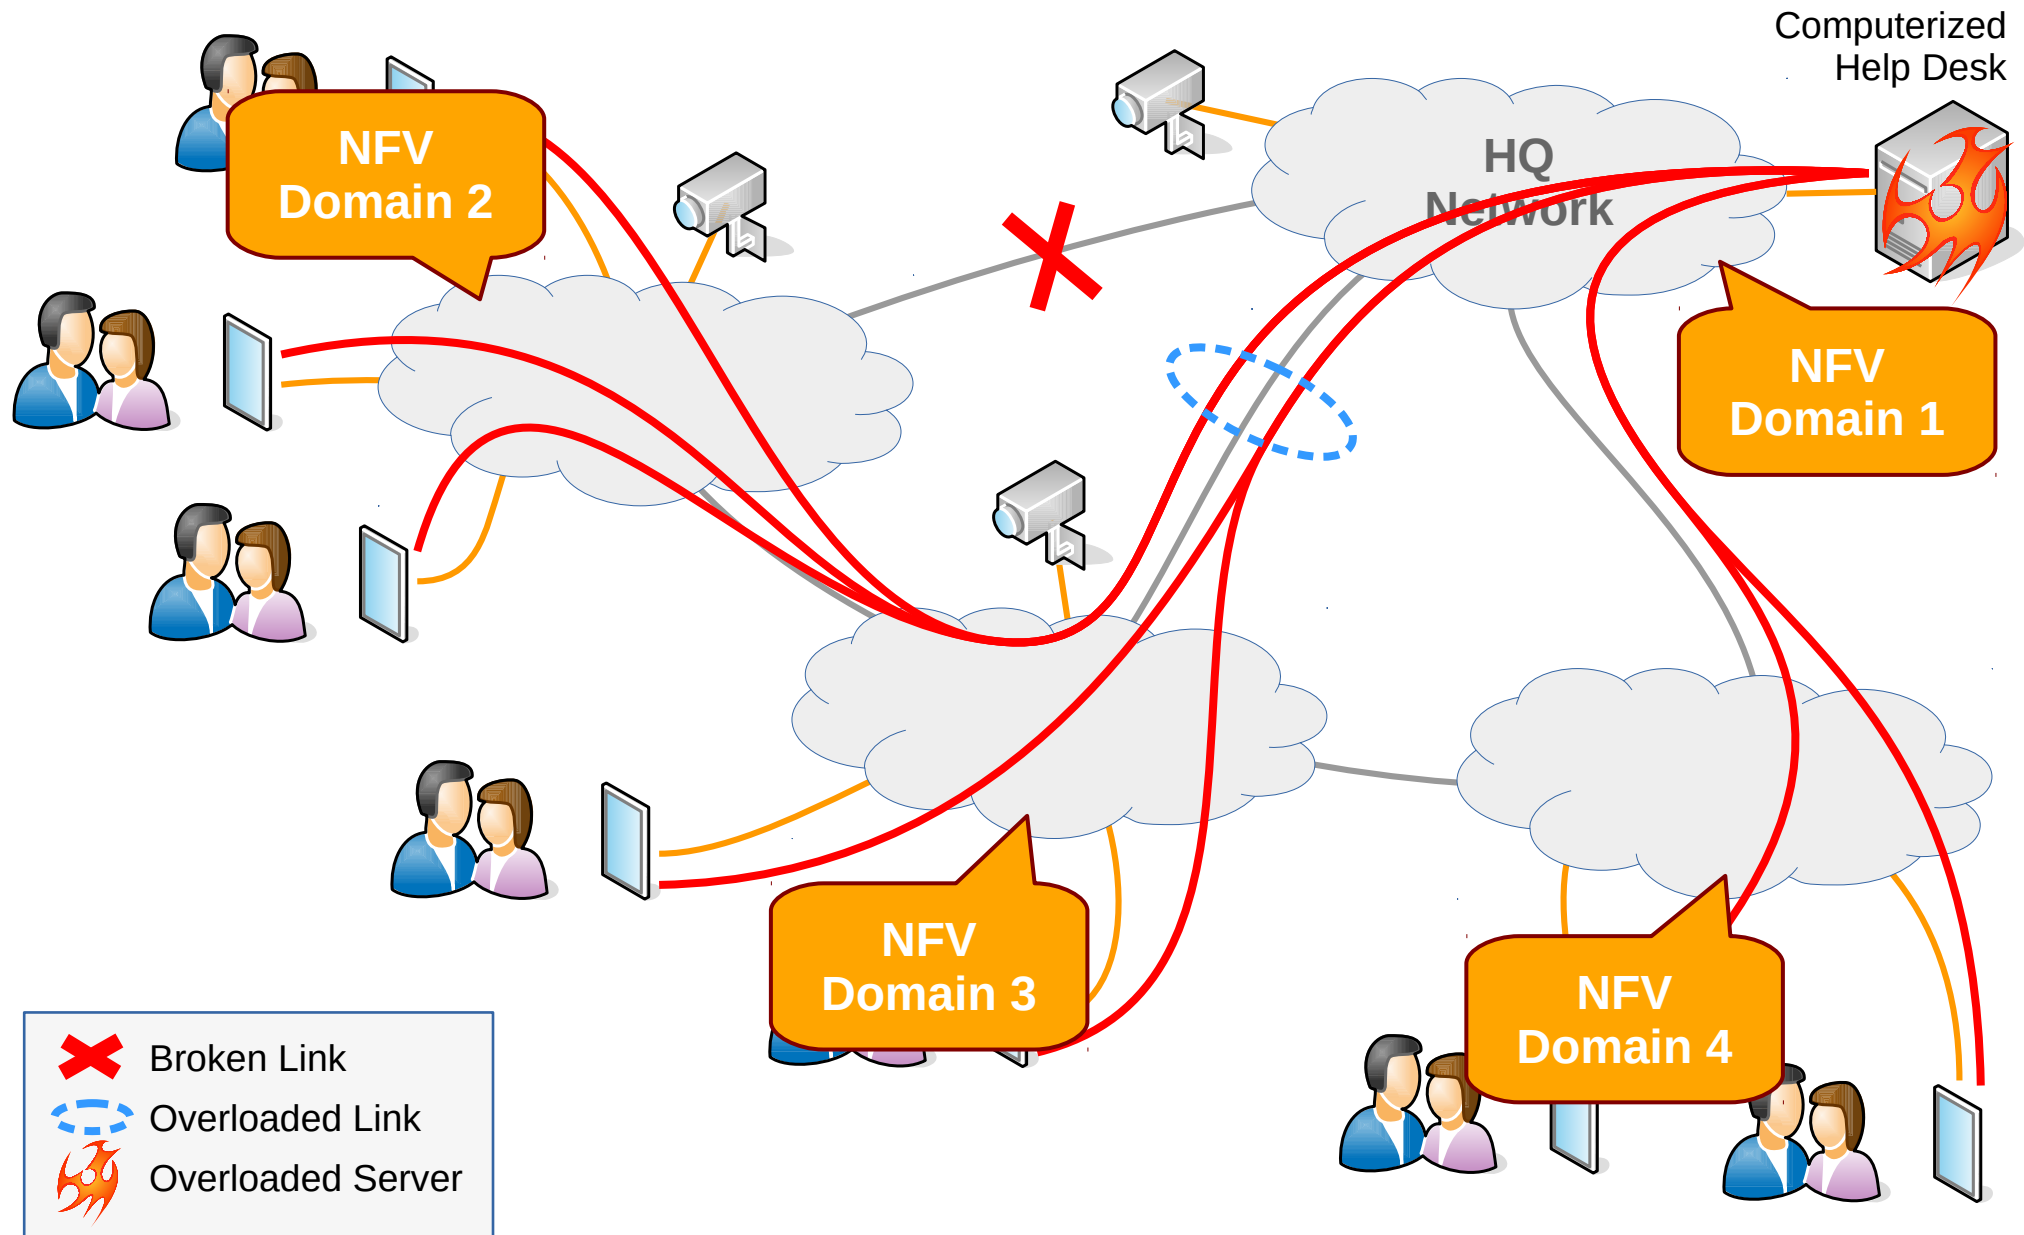 Computerized
Help Desk
NFV
Domain 2
HQ
Network
NFV
Domain 1
NFV
Domain 3
NFV
Domain 4
Broken Link
Overloaded Link
Overloaded Server